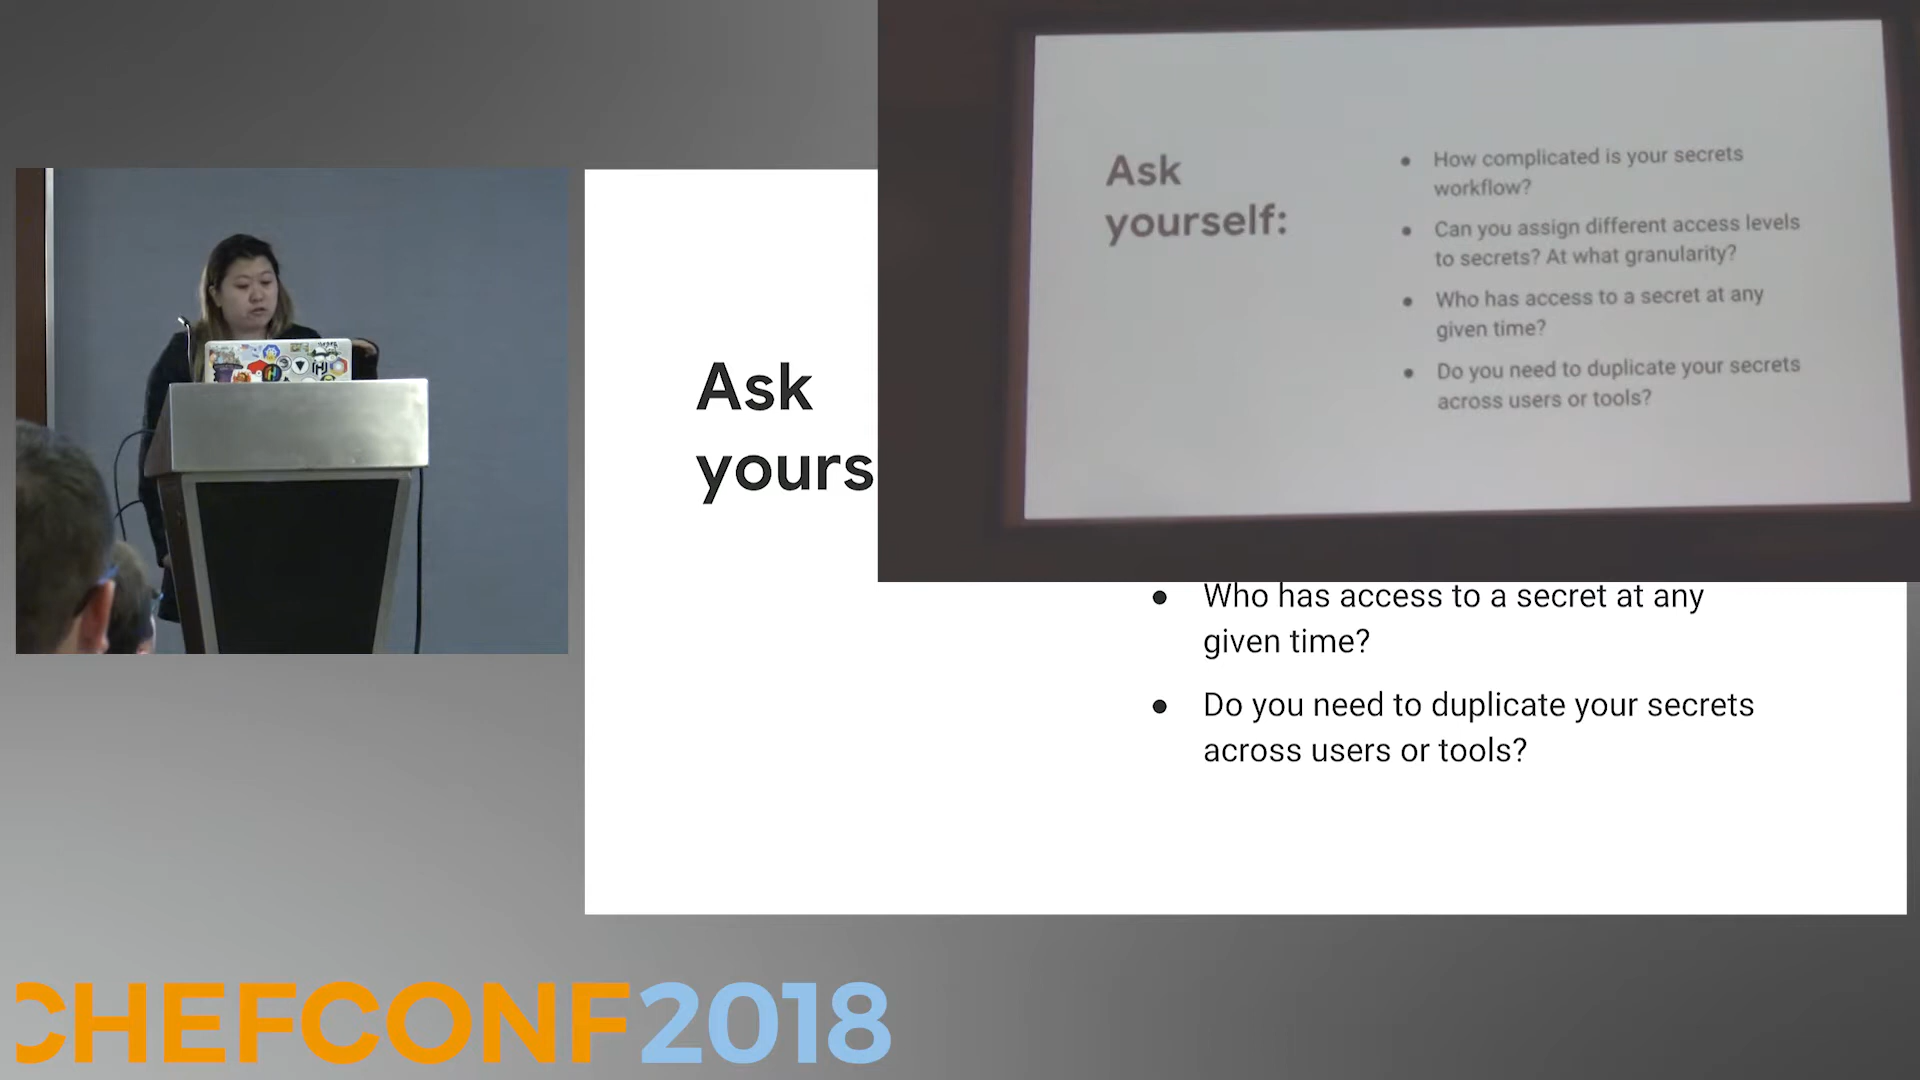 Ask
yourself:
● How complicated is your secrets
workflow?
● Can you assign different access levels
to secrets? At what granularity?
● Who has access to a secret at any
given time?
● Do you need to duplicate your secrets
across users or tools?
Ask
yours
● Who has access to a secret at any
given time?
● Do you need to duplicate your secrets
across users or tools?
CHEFCONF2018